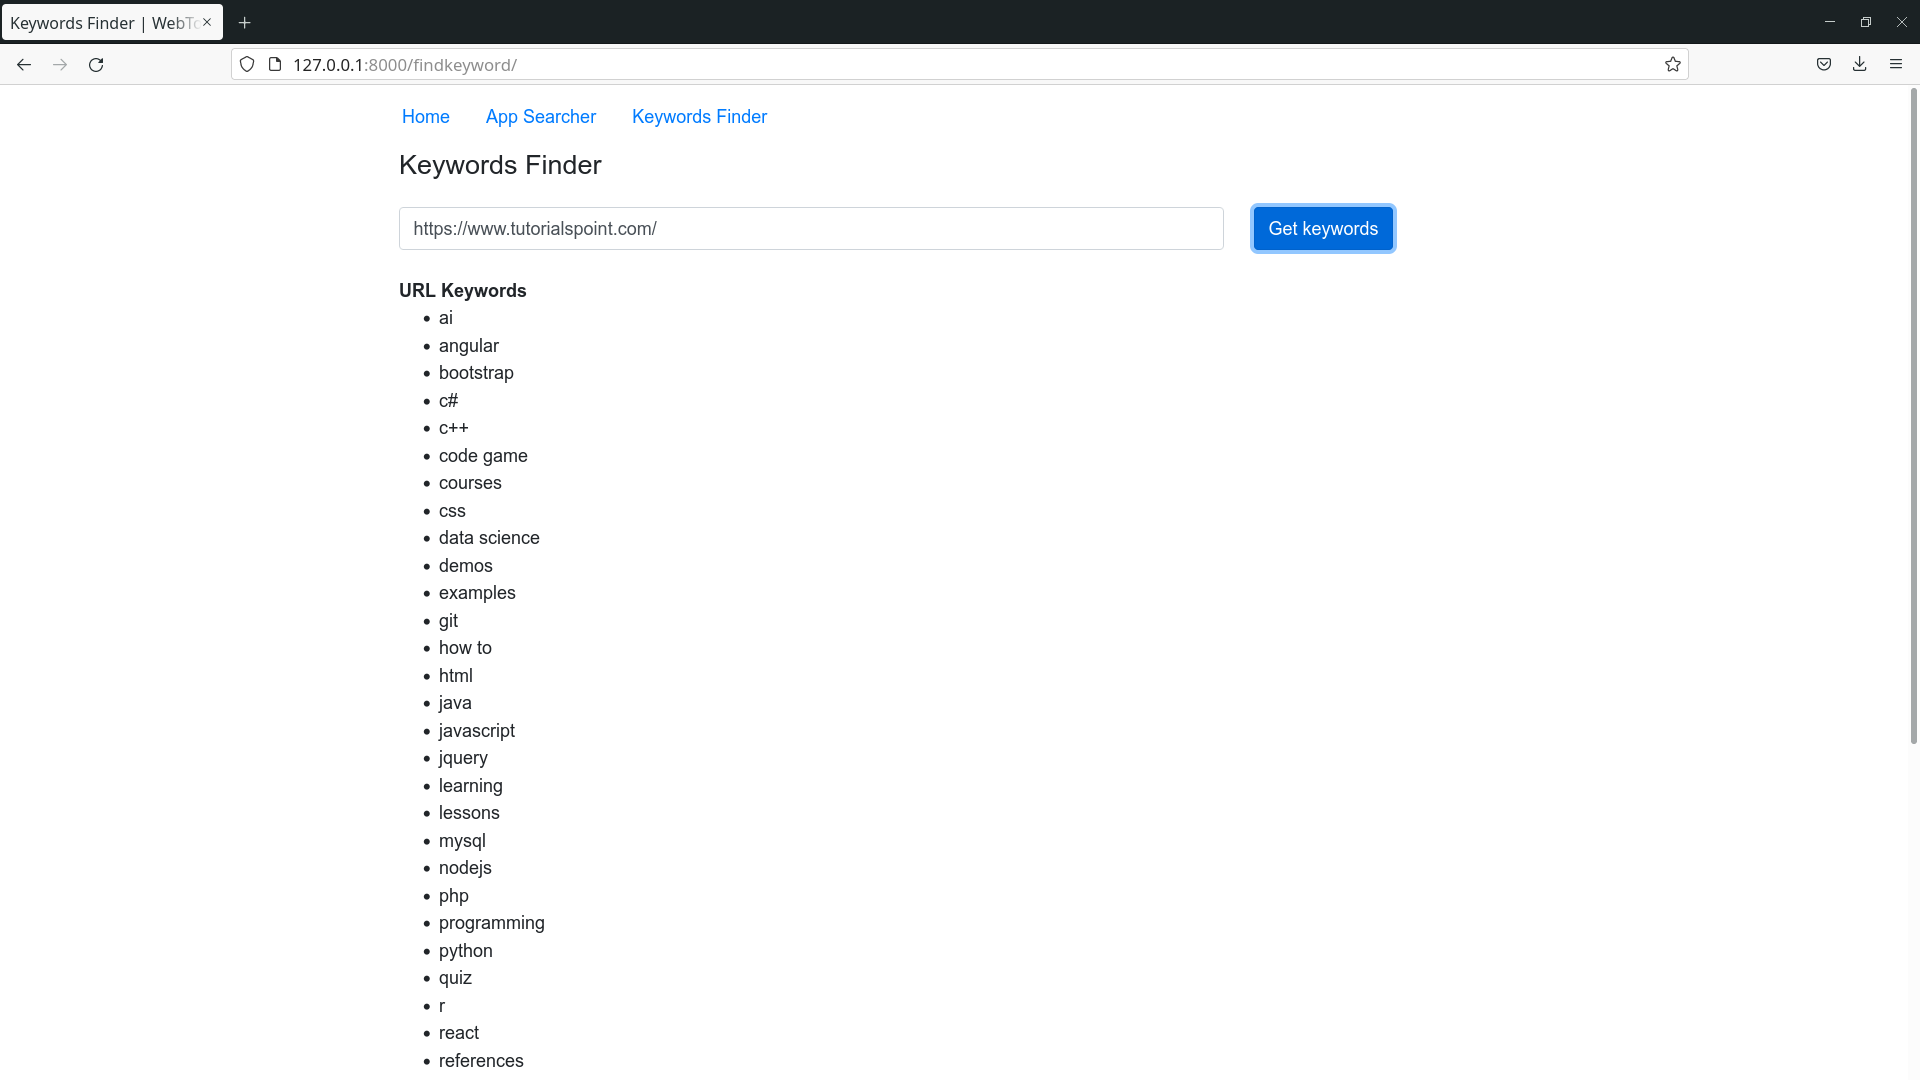 Keywords Finder | WebTo
127.0.0.1:8000/findkeyword/
Home App Searcher Keywords Finder
Keywords Finder
https://www.tutorialspoint.com/ Get keywords
URL Keywords
ai
angular
bootstrap
c#
c++
code game
courses
css
data science
demos
examples
git
how to
html
java
javascript
jquery
learning
lessons
mysql
nodejs
php
programming
python
quiz
r
react
references